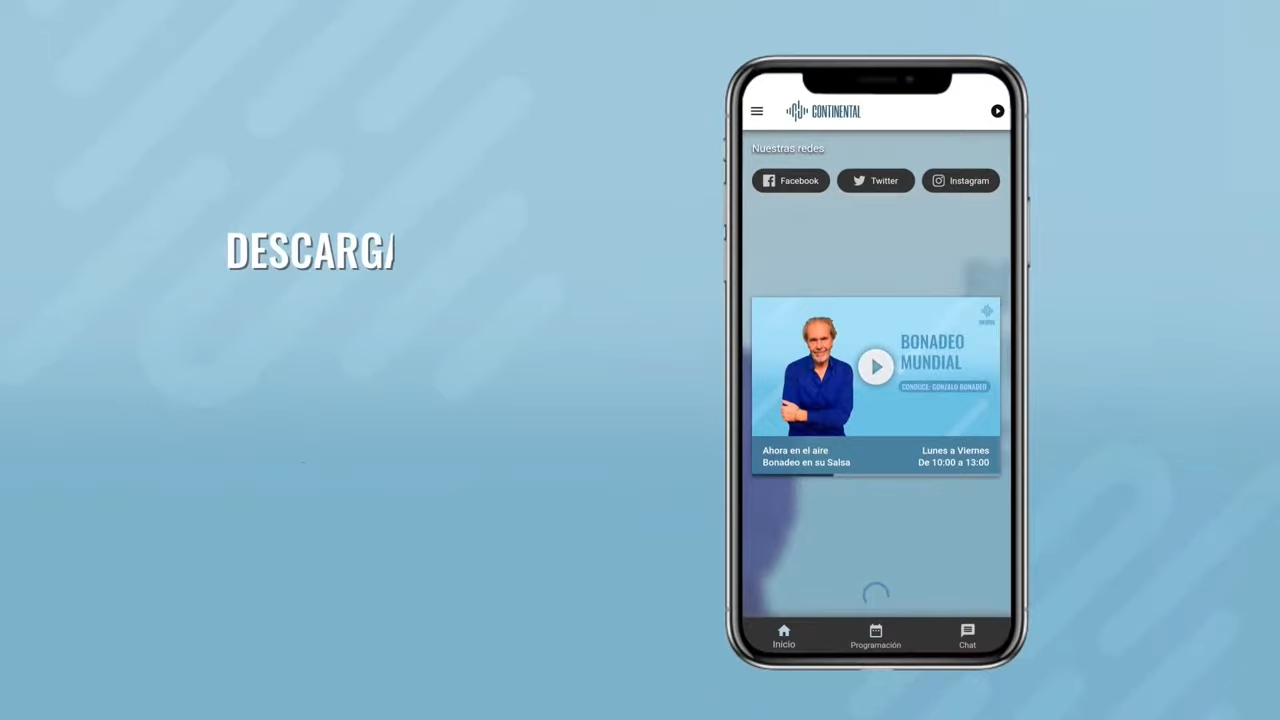 DESCARGA
CONTINENTAL
Nuestras redes
Facebook
Twitter
Instagram
BONADEO
MUNDIAL
CONDUCE: GONZALO BONADEO
Ahora en el aire
Bonadeo en su Salsa
Lunes a Viernes
De 10:00 a 13:00
Inicio
Programación
Chat